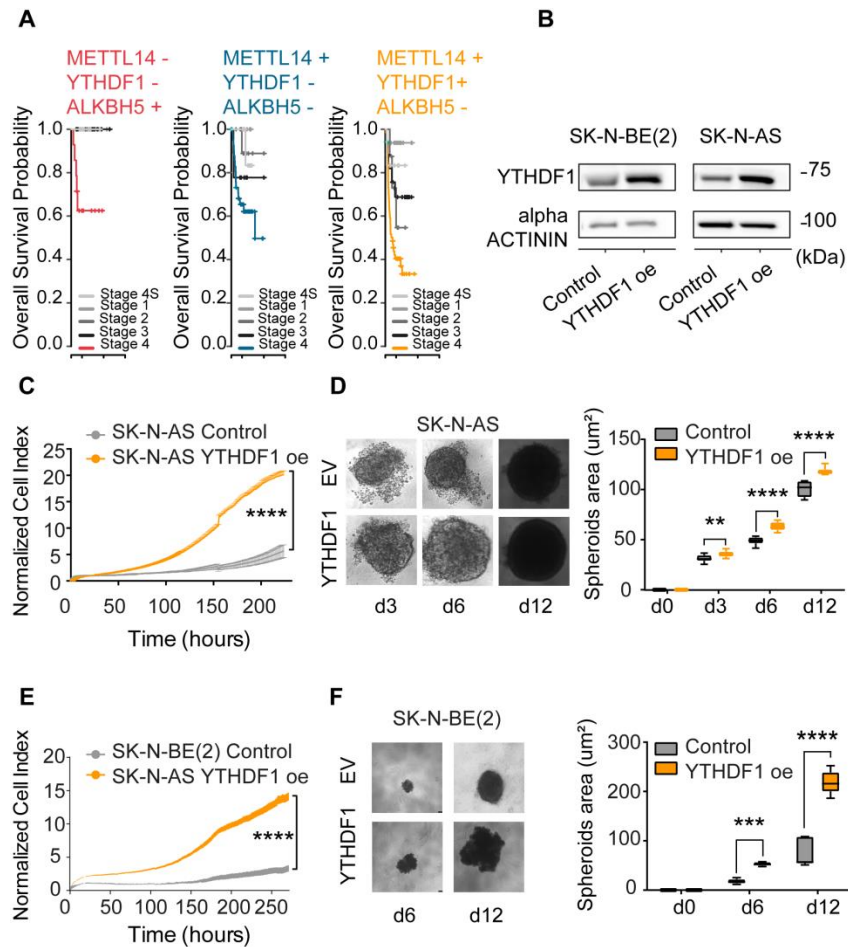 A
METTL14 -
YTHDF1 -
ALKBH5 +
METTL14 +
YTHDF1 -
ALKBH5 -
METTL14 +
YTHDF1+
ALKBH5 -
Overall Survival Probability
1.0
0.8
0.6
0.4
0.2
0.0
Stage 4S
Stage 1
Stage 2
Stage 3
Stage 4
Overall Survival Probability
1.0
0.8
0.6
0.4
0.2
0.0
Stage 4S
Stage 1
Stage 2
Stage 3
Stage 4
Overall Survival Probability
1.0
0.8
0.6
0.4
0.2
0.0
Stage 4S
Stage 1
Stage 2
Stage 3
Stage 4
B
SK-N-BE(2) SK-N-AS
YTHDF1 -75
alpha
ACTININ -100
(kDa)
Control
YTHDF1 oe
Control
YTHDF1 oe
C
SK-N-AS Control
SK-N-AS YTHDF1 oe
Normalized Cell Index
25
20
15
10
5
0
****
0 50 100 150 200
Time (hours)
D
SK-N-AS
EV
YTHDF1
d3 d6 d12
Spheroids area (um²)
150
100
50
0
Control
YTHDF1 oe
** **** ****
d0 d3 d6 d12
E
SK-N-BE(2) Control
SK-N-AS YTHDF1 oe
Normalized Cell Index
20
15
10
5
0
****
0 50 100 150 200 250
Time (hours)
F
SK-N-BE(2)
EV
YTHDF1
d6 d12
Spheroids area (um²)
300
200
100
0
Control
YTHDF1 oe
*** ****
d0 d6 d12